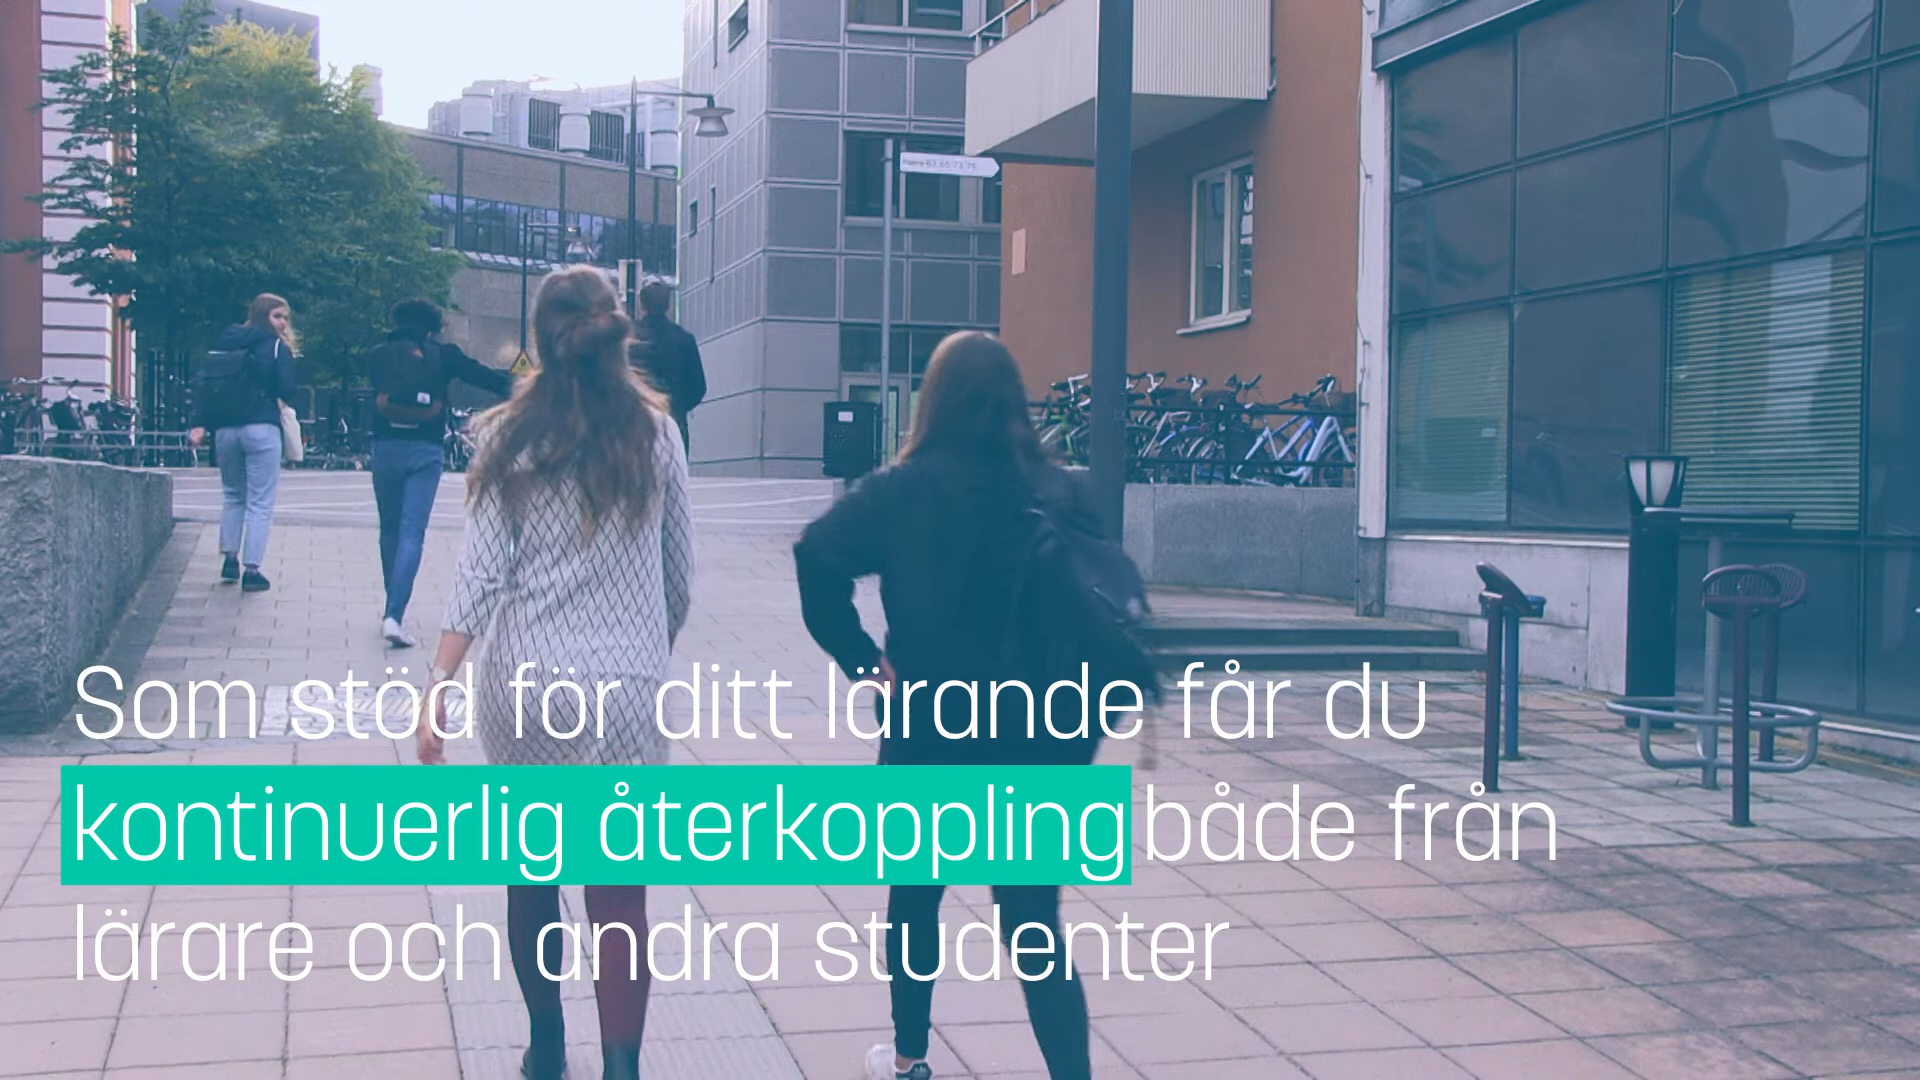 Som stöd för ditt lärande får du
kontinuerlig återkoppling både från
lärare och andra studenter